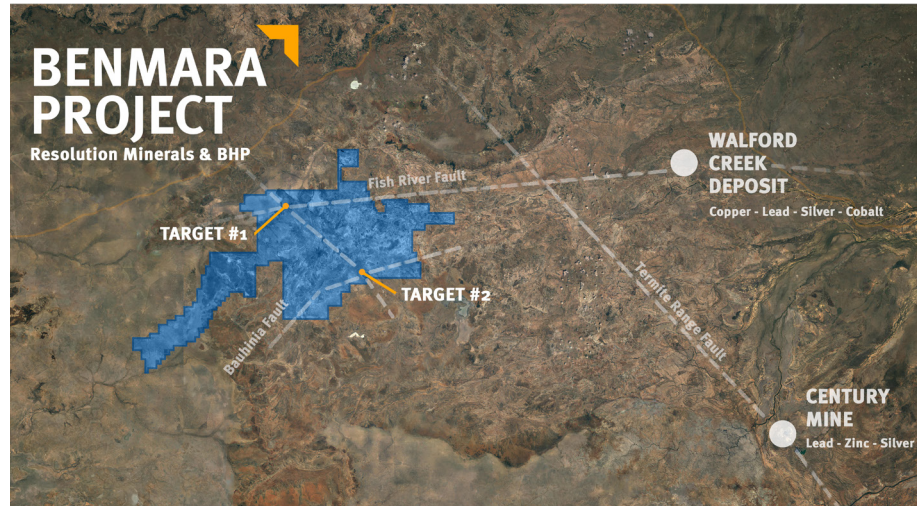 BENMARA
PROJECT
Resolution Minerals & BHP
WALFORD
CREEK
DEPOSIT
Copper - Lead - Silver - Cobalt
Fish River Fault
TARGET #1
TARGET #2
Bauhinia Fault
Termite Range Fault
CENTURY
MINE
Lead - Zinc - Silver